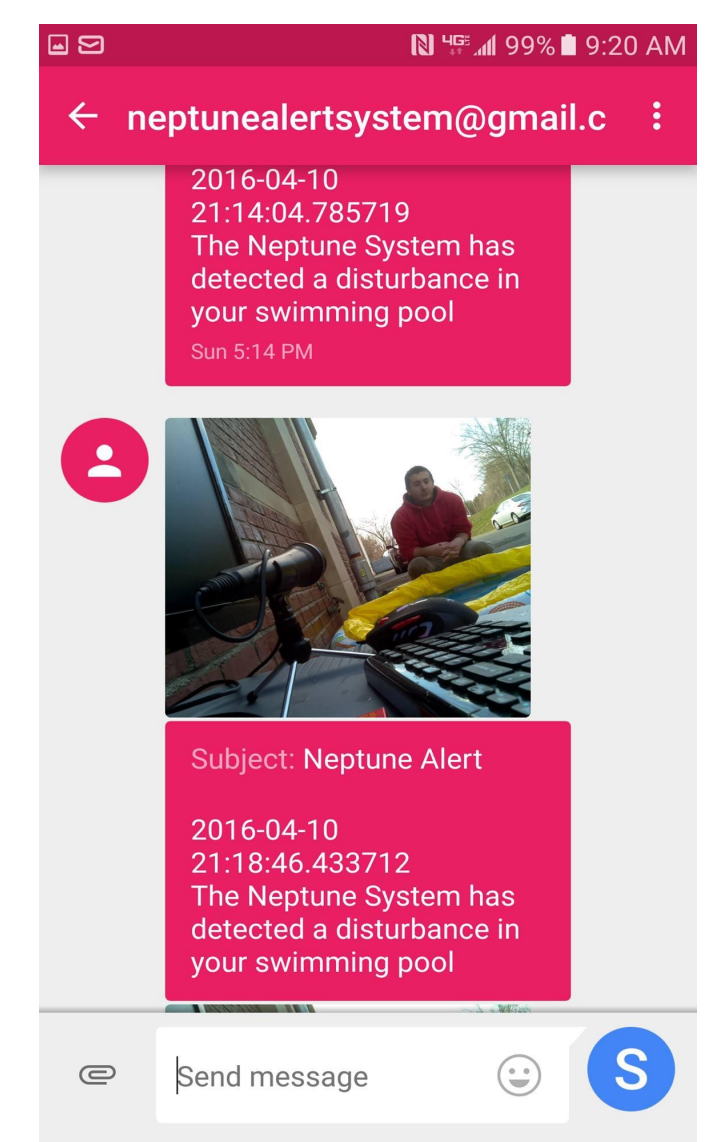 4G 99% 9:20 AM
neptunealertsystem@gmail.c
2016-04-10
21:14:04.785719
The Neptune System has
detected a disturbance in
your swimming pool
Sun 5:14 PM
Subject: Neptune Alert
2016-04-10
21:18:46.433712
The Neptune System has
detected a disturbance in
your swimming pool
Send message
S